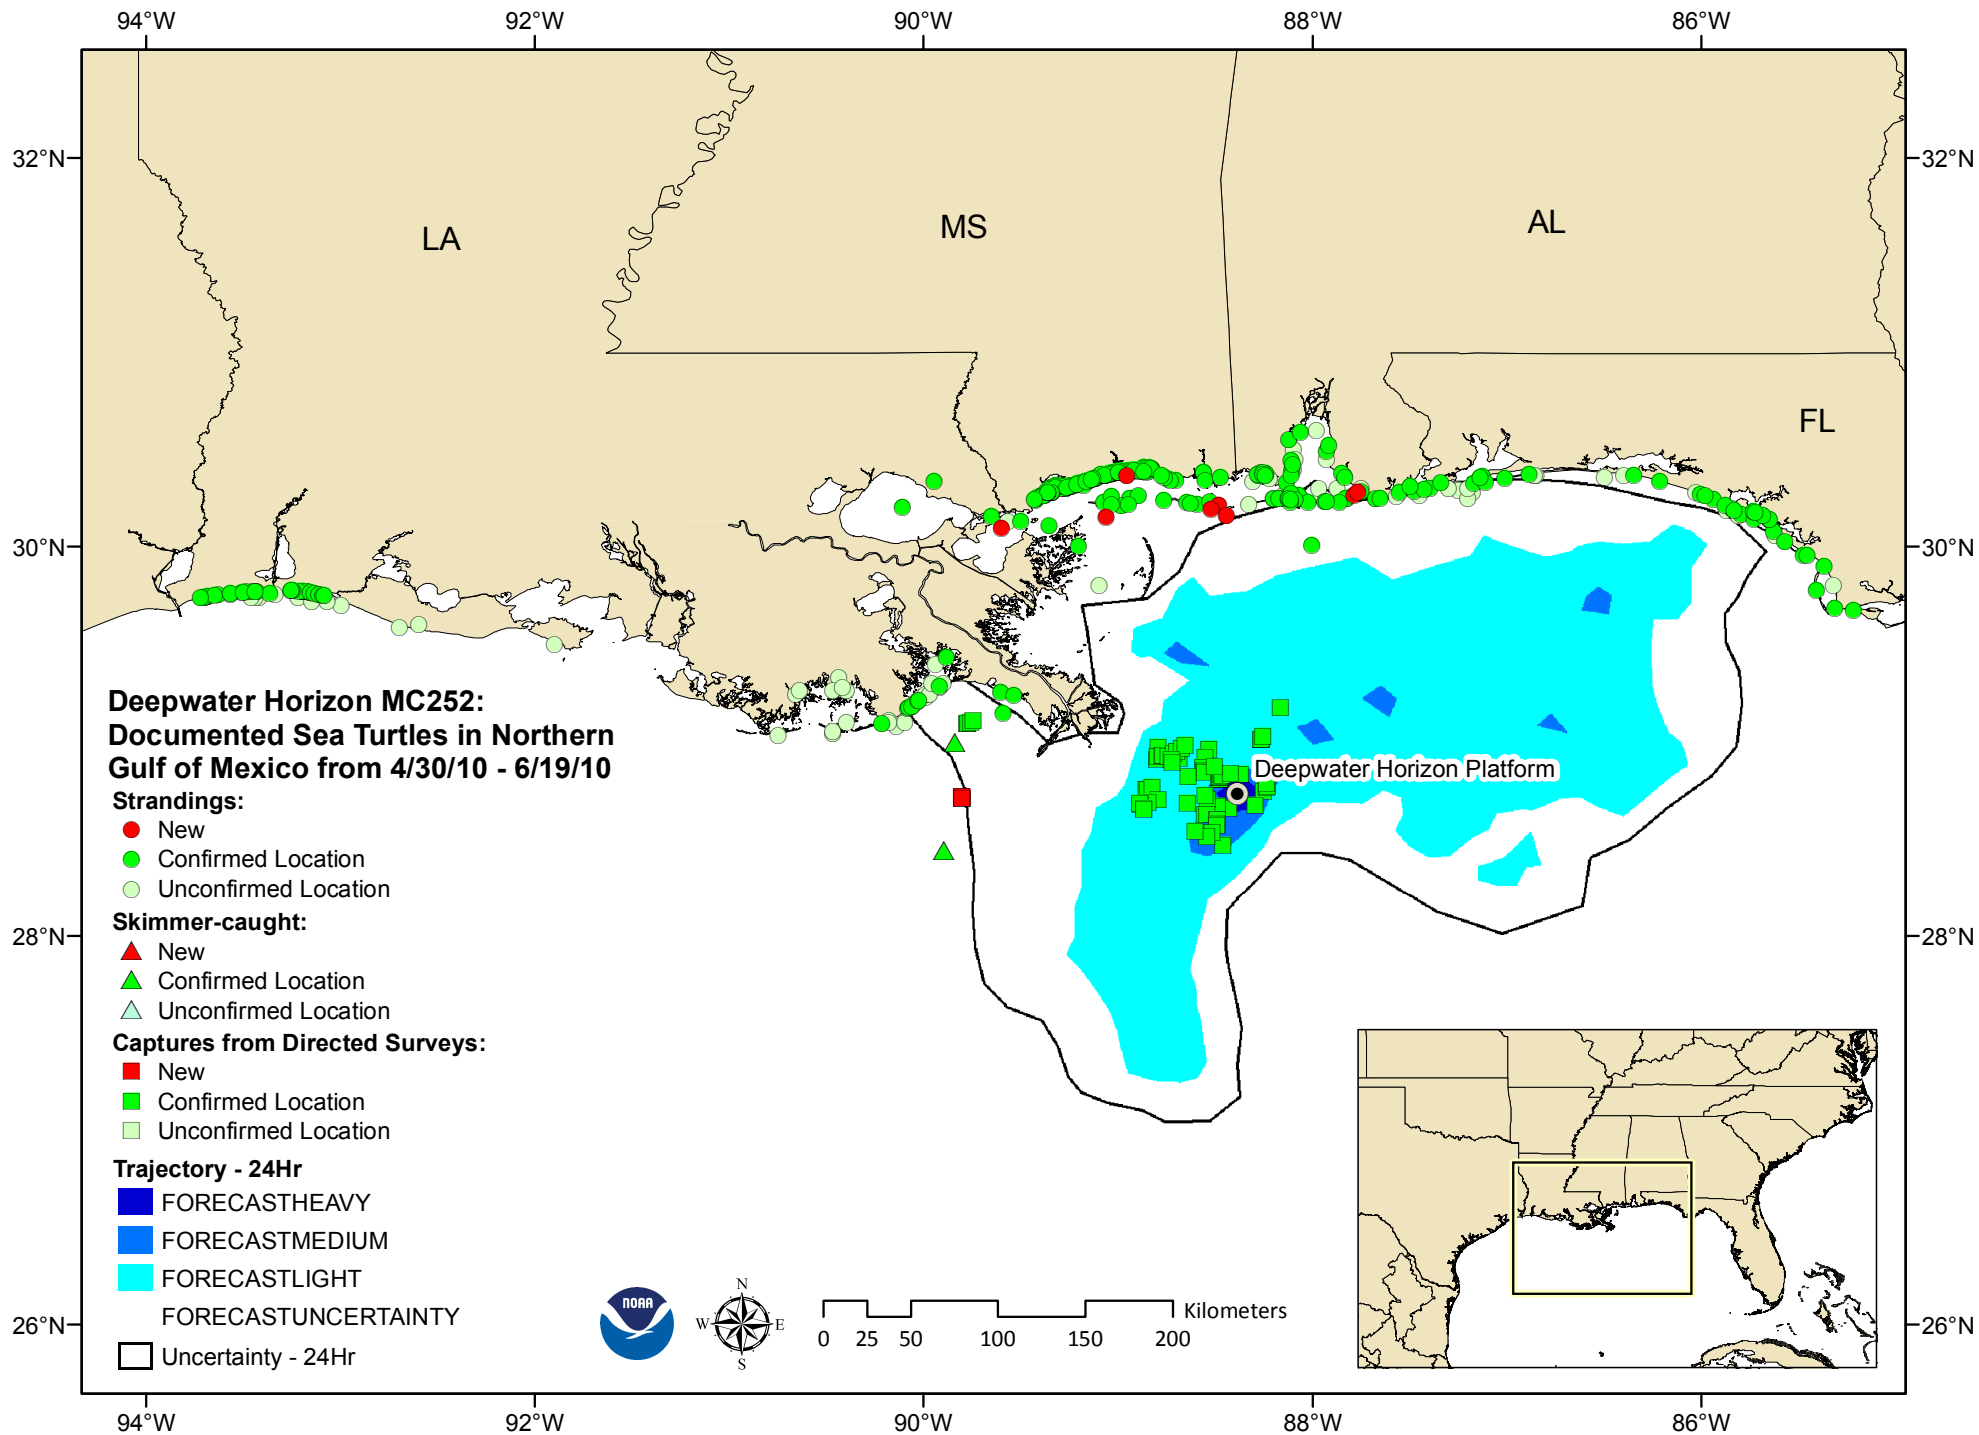 94°W 92°W 90°W 88°W 86°W
32°N 32°N
LA MS AL
FL
30°N 30°N
Deepwater Horizon MC252:
Documented Sea Turtles in Northern
Gulf of Mexico from 4/30/10 - 6/19/10
Deepwater Horizon Platform
Strandings:
New
Confirmed Location
Unconfirmed Location
Skimmer-caught:
New
Confirmed Location
Unconfirmed Location
28°N 28°N
Captures from Directed Surveys:
New
Confirmed Location
Unconfirmed Location
Trajectory - 24Hr
FORECASTHEAVY
FORECASTMEDIUM
FORECASTLIGHT
FORECASTUNCERTAINTY
Uncertainty - 24Hr
NOAA
N
W E
S
Kilometers
0 25 50 100 150 200
26°N 26°N
94°W 92°W 90°W 88°W 86°W